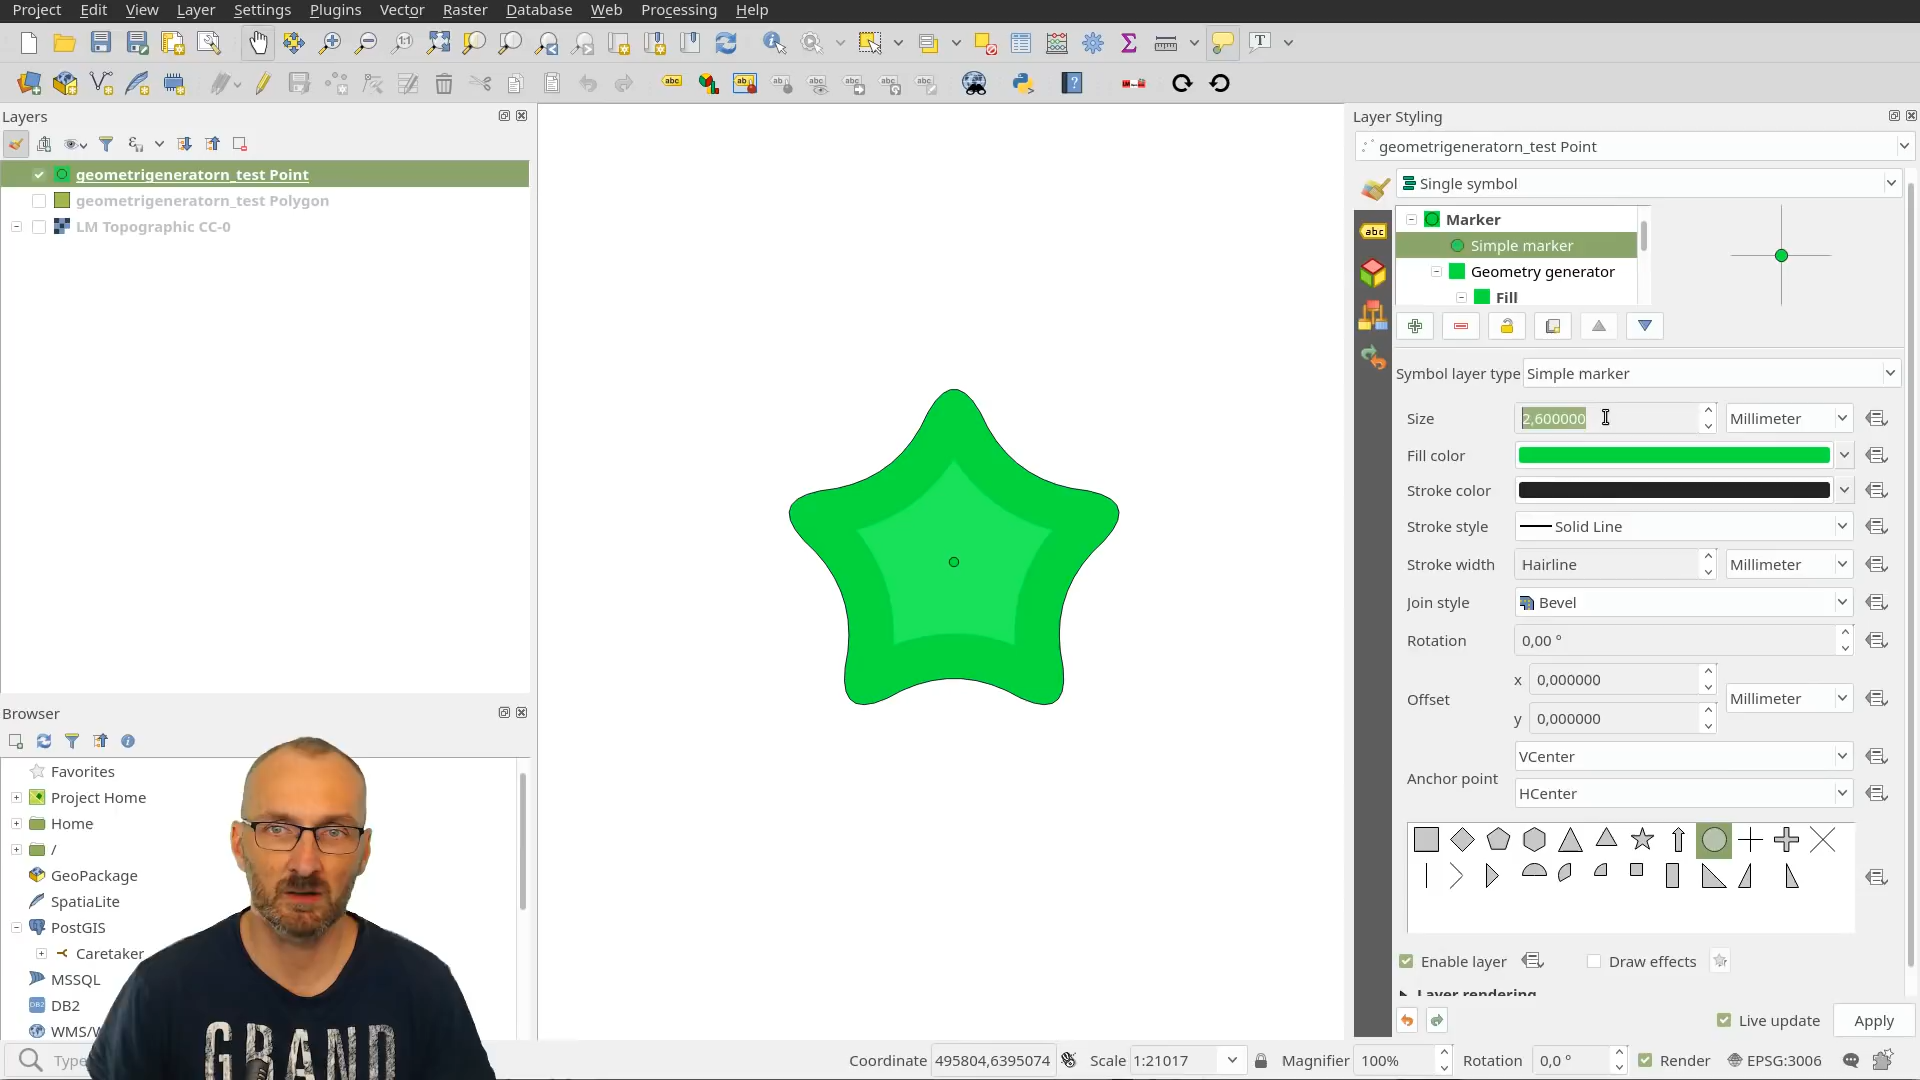 Project Edit View Layer Settings Plugins Vector Raster Database Web Processing Help
Layers
geometrigeneratorn_test Point
geometrigeneratorn_test Polygon
LM Topographic CC-0
Browser
Favorites
Project Home
Home
/
GeoPackage
SpatiaLite
PostGIS
Caretaker
MSSQL
DB2
WMS/W
Type
GRAND
Layer Styling
geometrigeneratorn_test Point
Single symbol
Marker
Simple marker
Geometry generator
Fill
Symbol layer type Simple marker
Size 2,600000 Millimeter
Fill color
Stroke color
Stroke style Solid Line
Stroke width Hairline Millimeter
Join style Bevel
Rotation 0,00 °
Offset x 0,000000 Millimeter
y 0,000000
Anchor point VCenter
HCenter
Enable layer Draw effects
Layer rendering
Live update Apply
Coordinate 495804,6395074 Scale 1:21017 Magnifier 100% Rotation 0,0 ° Render EPSG:3006